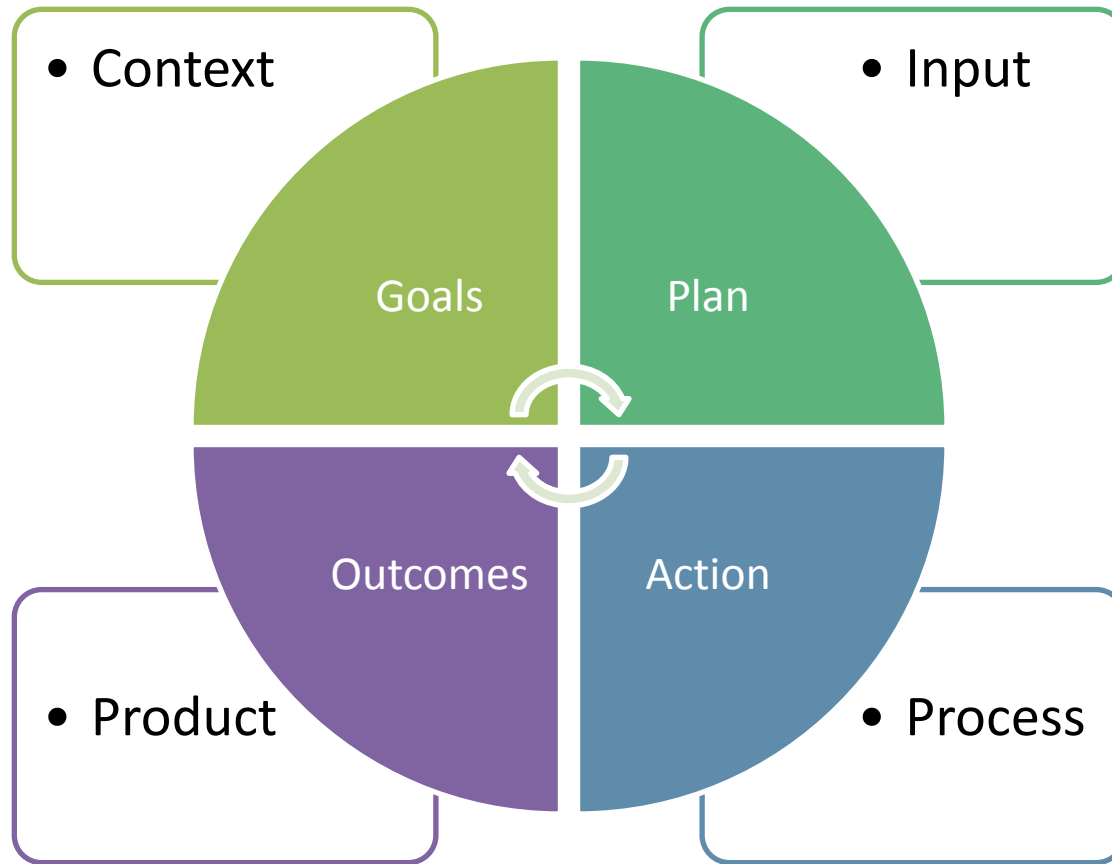 • Context
• Input
Goals
Plan
Outcomes
Action
• Product
• Process